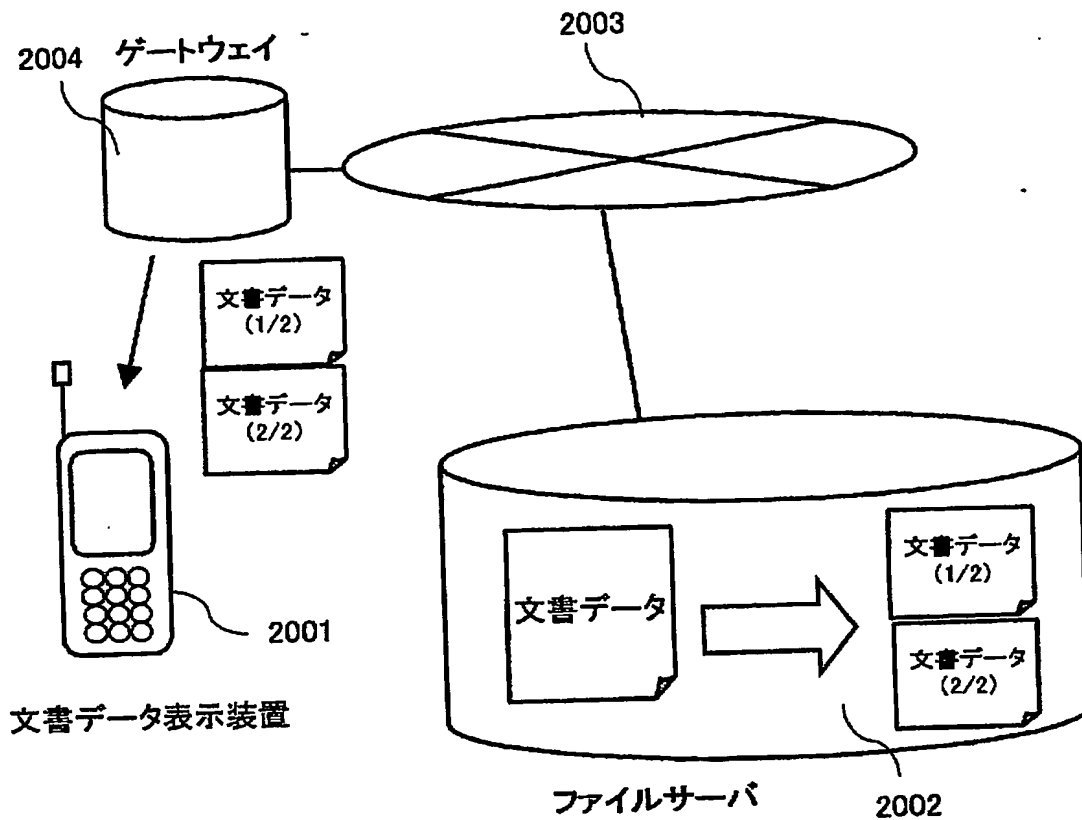 2003
2004
ゲートウェイ
文書データ
(1/2)
文書データ
(2/2)
文書データ
文書データ
(1/2)
文書データ
(2/2)
2001
文書データ表示装置
ファイルサーバ
2002